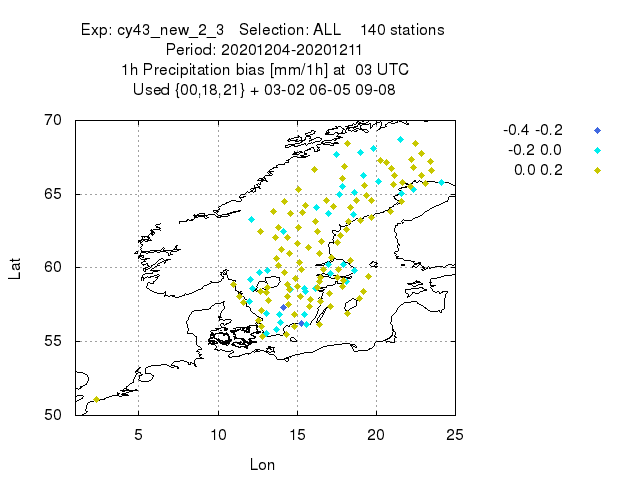 Exp: cy43_new_2_3   Selection: ALL    140 stations
Period: 20201204-20201211
1h Precipitation bias [mm/1h] at  03 UTC
Used {00,18,21} + 03-02 06-05 09-08
-0.4 -0.2
-0.2 0.0
0.0 0.2
70
65
60
55
50
Lat
5 10 15 20 25
Lon